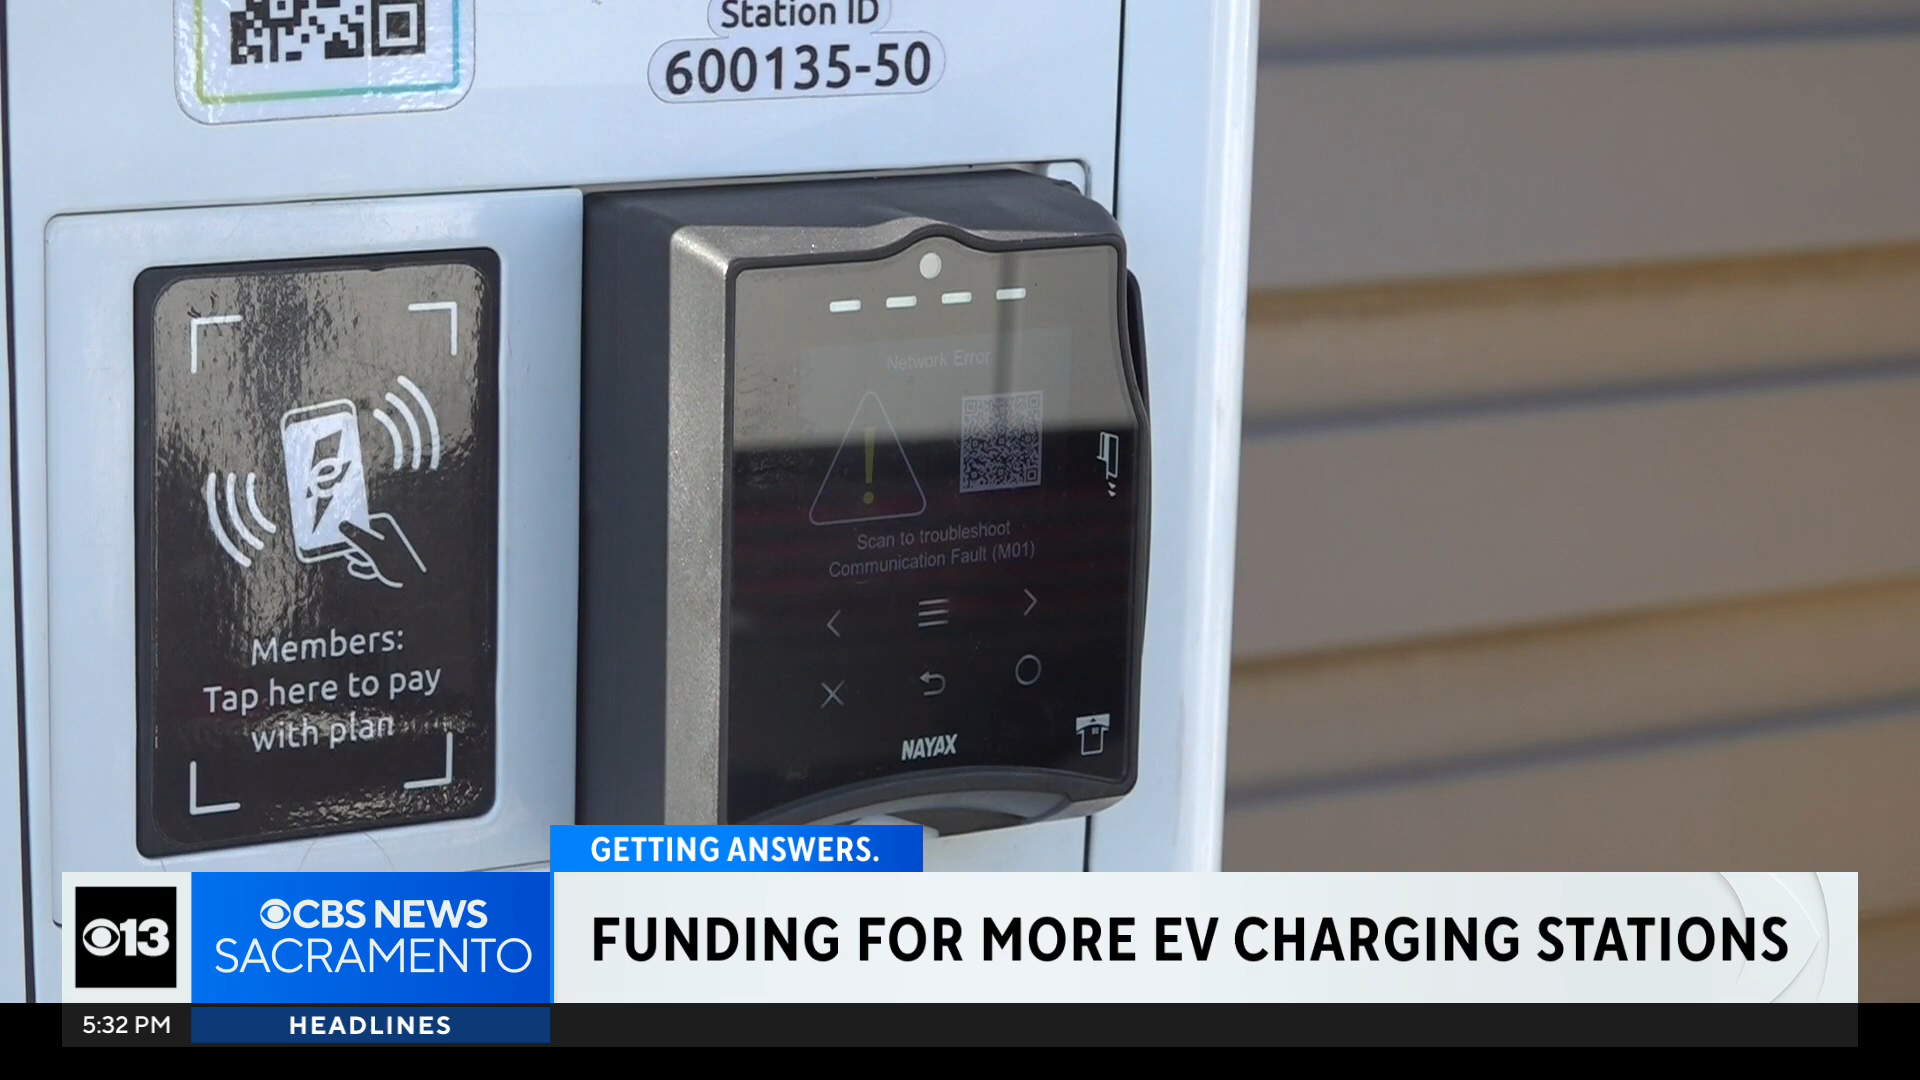 Station ID
600135-50
Network Error
Scan to troubleshoot
Communication Fault (M01)
NAYAX
Members:
Tap here to pay
with plan
GETTING ANSWERS.
13
CBS NEWS
SACRAMENTO
FUNDING FOR MORE EV CHARGING STATIONS
5:32 PM
HEADLINES